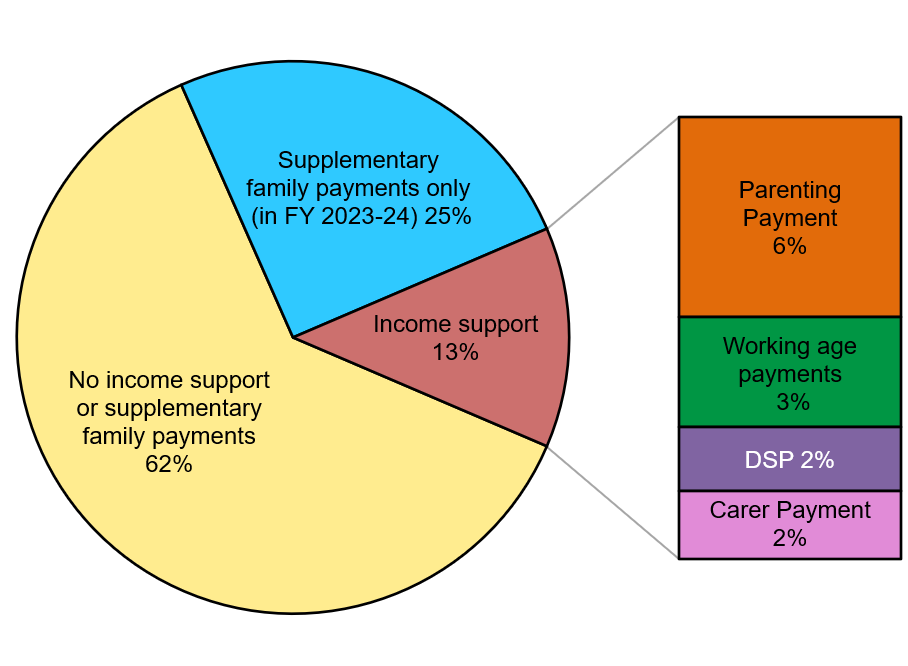 Supplementary
family payments only
(in FY 2023-24) 25%
Income support
13%
No income support
or supplementary
family payments
62%
Parenting
Payment
6%
Working age
payments
3%
DSP 2%
Carer Payment
2%